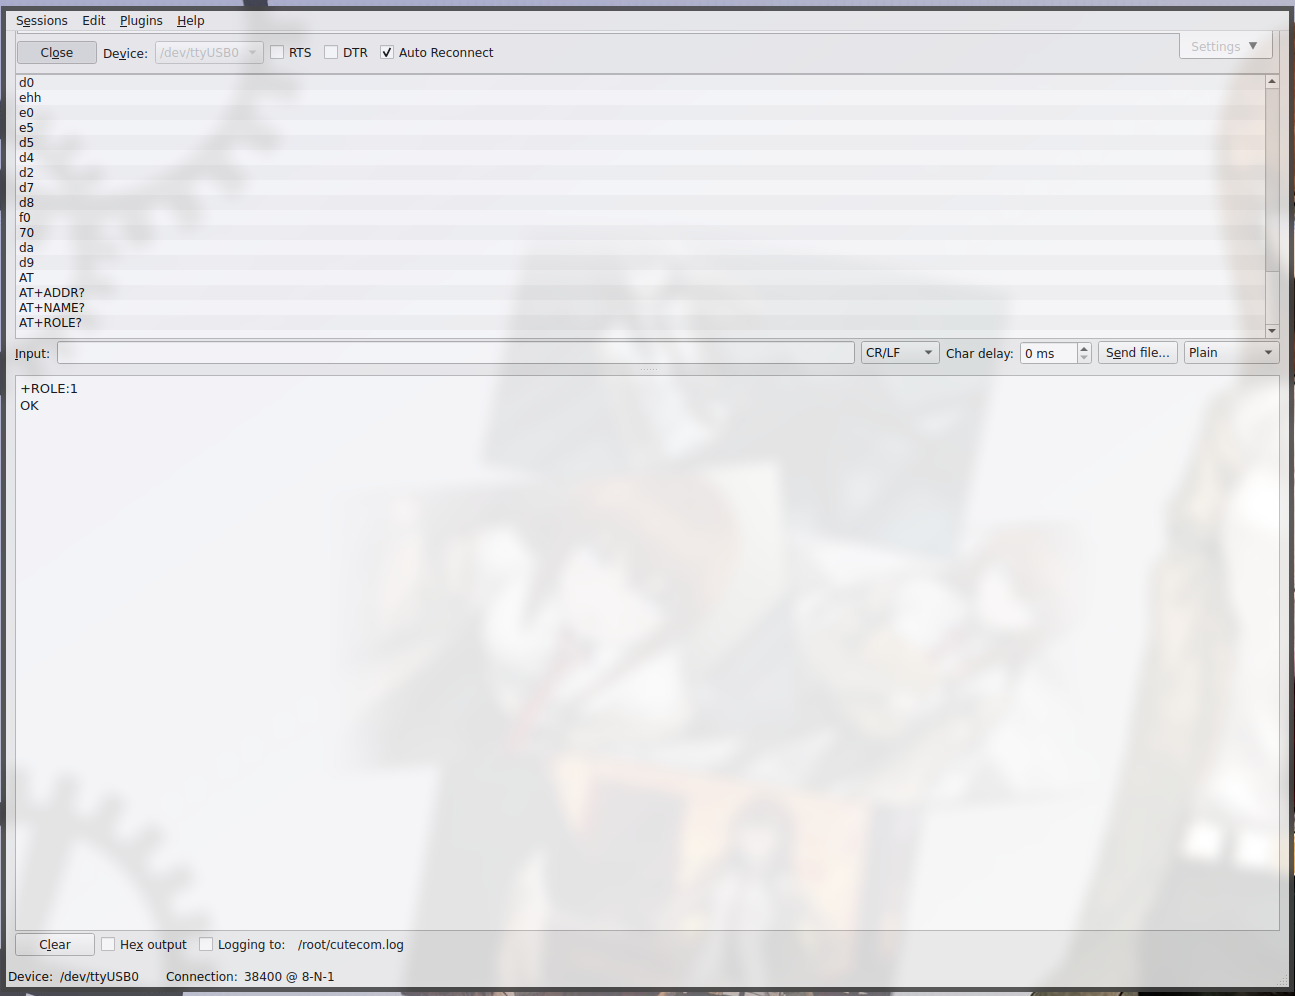 Sessions Edit Plugins Help
Close Device: /dev/ttyUSB0 RTS DTR Auto Reconnect Settings
d0
ehh
e0
e5
d5
d4
d2
d7
d8
f0
70
da
d9
AT
AT+ADDR?
AT+NAME?
AT+ROLE?
Input: CR/LF Char delay: 0 ms Send file... Plain
+ROLE:1
OK
Clear Hex output Logging to: /root/cutecom.log
Device: /dev/ttyUSB0 Connection: 38400 @ 8-N-1